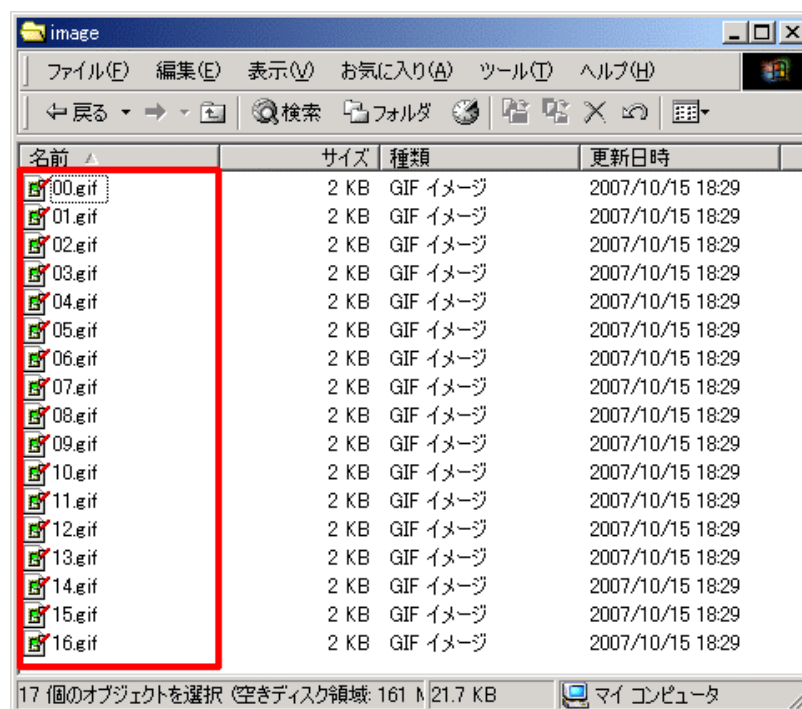 image
ファイル(F) 編集(E) 表示(V) お気に入り(A) ツール(T) ヘルプ(H)
戻る 検索 フォルダ
名前 サイズ 種類 更新日時
00.gif 2 KB GIF イメージ 2007/10/15 18:29
01.gif 2 KB GIF イメージ 2007/10/15 18:29
02.gif 2 KB GIF イメージ 2007/10/15 18:29
03.gif 2 KB GIF イメージ 2007/10/15 18:29
04.gif 2 KB GIF イメージ 2007/10/15 18:29
05.gif 2 KB GIF イメージ 2007/10/15 18:29
06.gif 2 KB GIF イメージ 2007/10/15 18:29
07.gif 2 KB GIF イメージ 2007/10/15 18:29
08.gif 2 KB GIF イメージ 2007/10/15 18:29
09.gif 2 KB GIF イメージ 2007/10/15 18:29
10.gif 2 KB GIF イメージ 2007/10/15 18:29
11.gif 2 KB GIF イメージ 2007/10/15 18:29
12.gif 2 KB GIF イメージ 2007/10/15 18:29
13.gif 2 KB GIF イメージ 2007/10/15 18:29
14.gif 2 KB GIF イメージ 2007/10/15 18:29
15.gif 2 KB GIF イメージ 2007/10/15 18:29
16.gif 2 KB GIF イメージ 2007/10/15 18:29
17 個のオブジェクトを選択 (空きディスク領域: 161 21.7 KB マイ コンピュータ